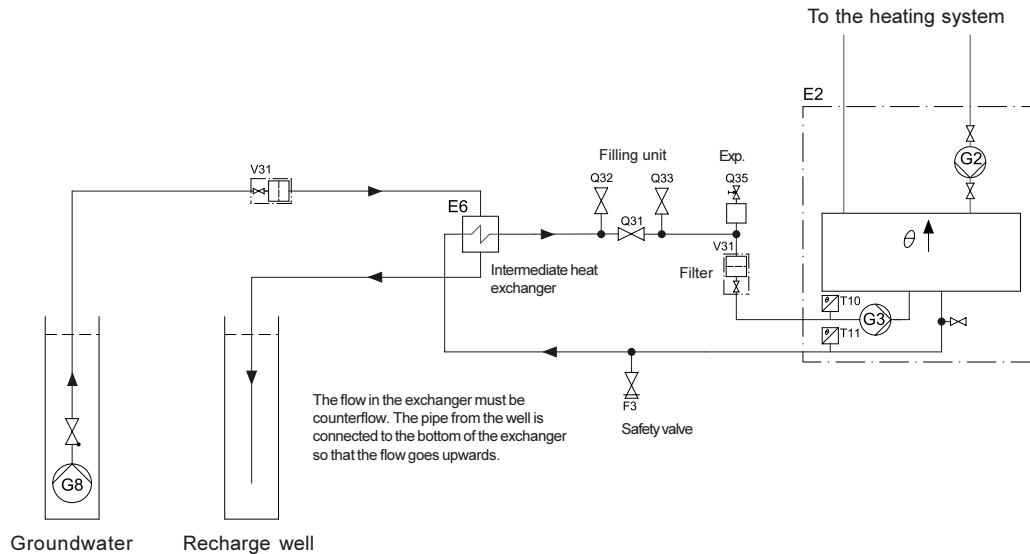 To the heating system
E2
Filling unit
Exp.
V31
Q32
Q33
Q35
G2
E6
Q31
V31
θ
Intermediate heat
exchanger
Filter
θ
T10
G3
θ
T11
The flow in the exchanger must be
counterflow. The pipe from the well is
connected to the bottom of the exchanger
so that the flow goes upwards.
F3
Safety valve
G8
Groundwater
Recharge well